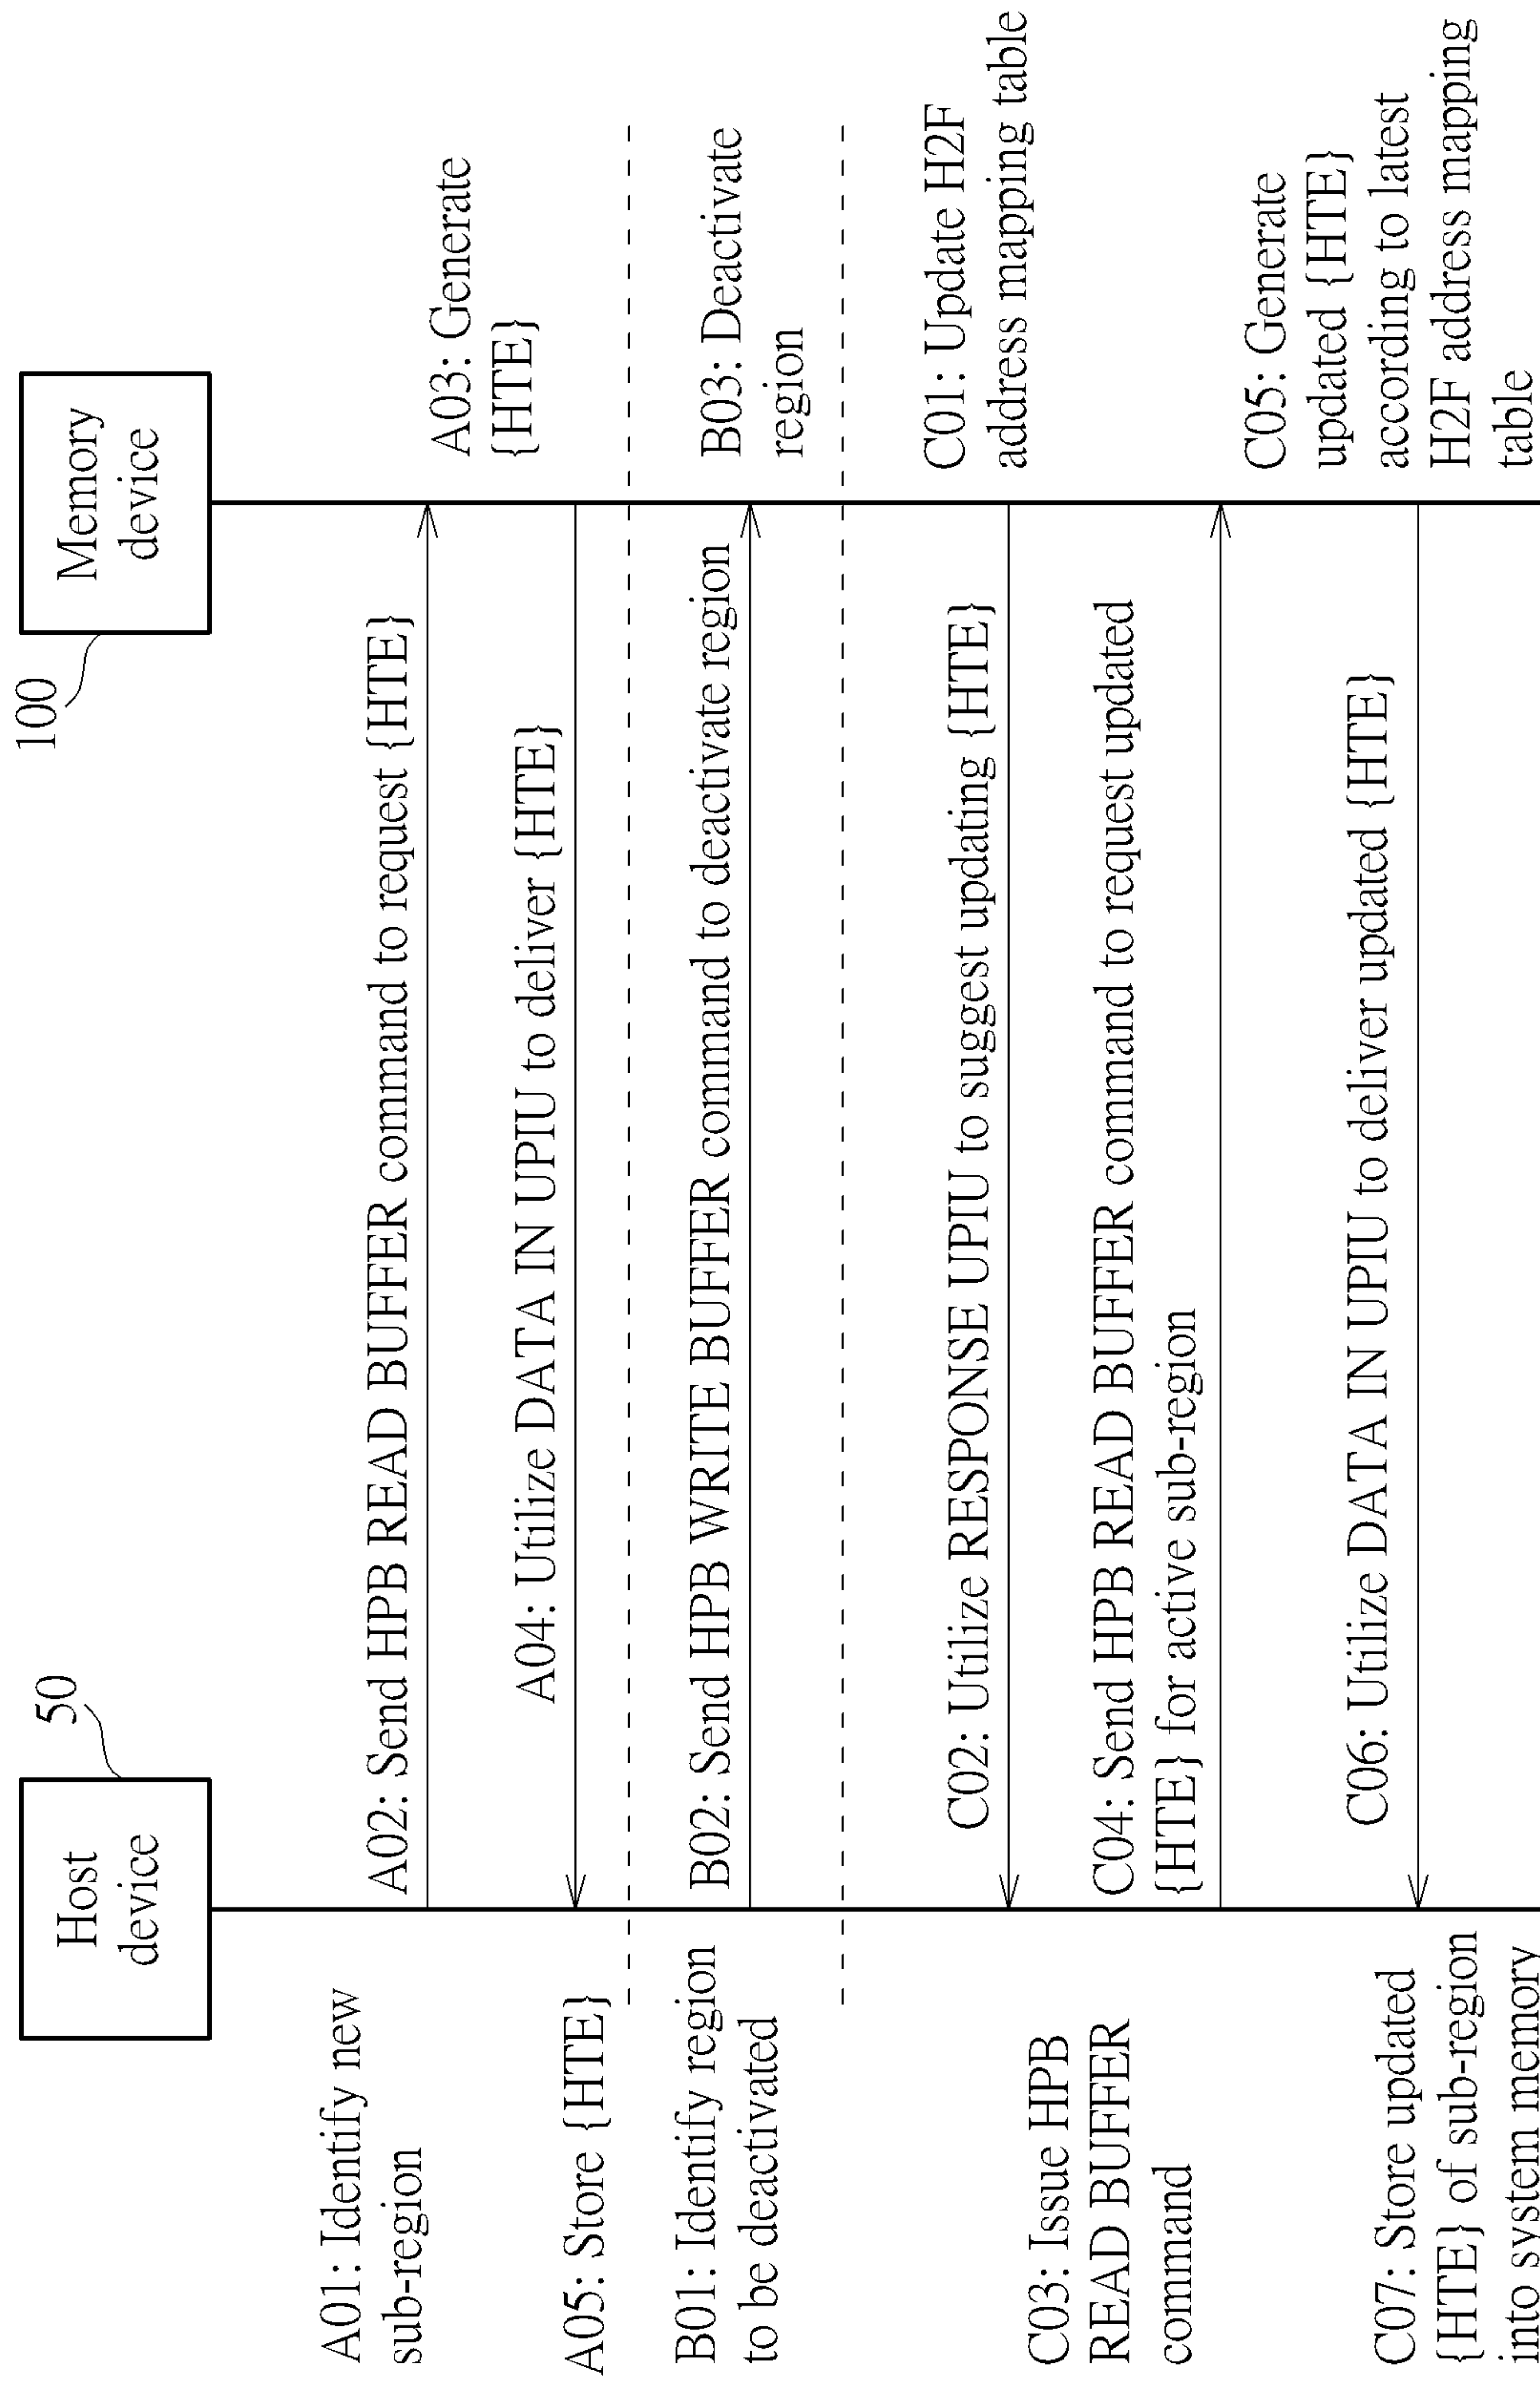 Host
device
50
Memory
device
100
A01: Identify new
sub-region
A02: Send HPB READ BUFFER command to request {HTE}
A03: Generate
{HTE}
A04: Utilize DATA IN UPIU to deliver {HTE}
A05: Store {HTE}
B01: Identify region
to be deactivated
B02: Send HPB WRITE BUFFER command to deactivate region
B03: Deactivate
region
C01: Update H2F
address mapping table
C02: Utilize RESPONSE UPIU to suggest updating {HTE}
C03: Issue HPB
READ BUFFER
command
C04: Send HPB READ BUFFER command to request updated
{HTE} for active sub-region
C05: Generate
updated {HTE}
according to latest
H2F address mapping
table
C06: Utilize DATA IN UPIU to deliver updated {HTE}
C07: Store updated
{HTE} of sub-region
into system memory